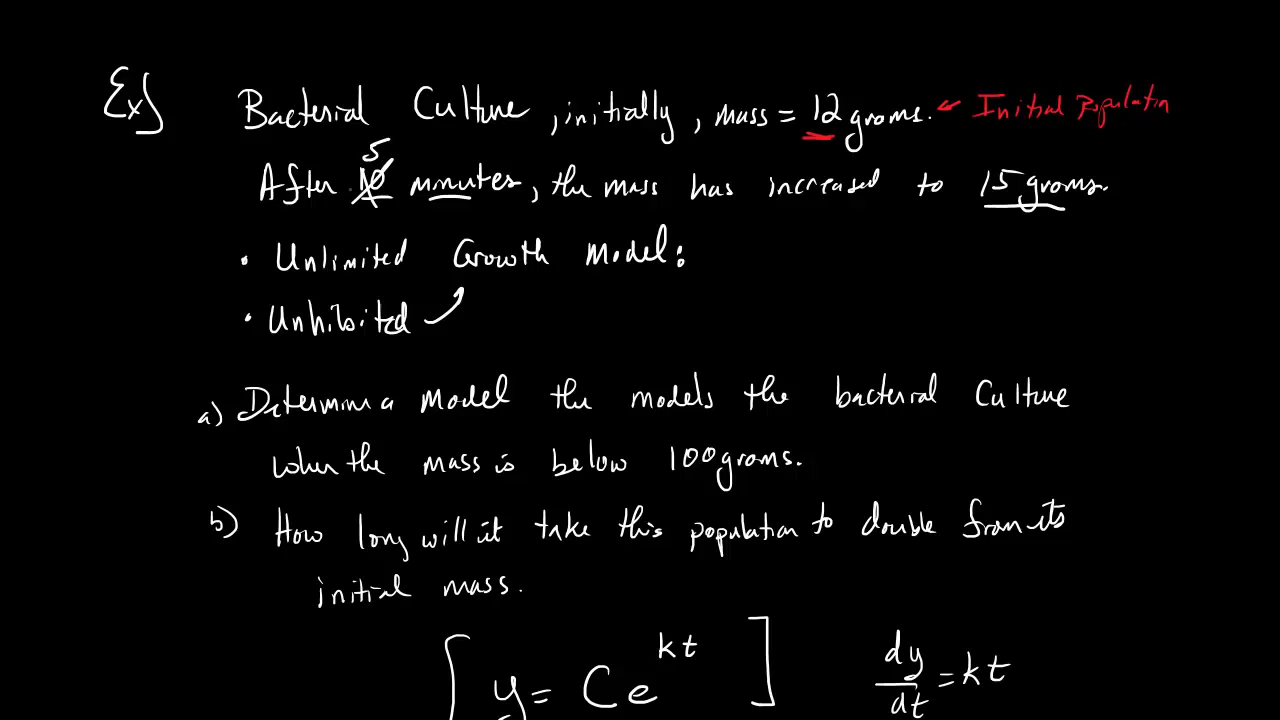 Ex) Bacterial Culture, initially, mass = 12 grams. ← Initial Population
5
After 10 minutes, the mass has increased to 15 grams.
• Unlimited Growth Model:
• Unhibited
a) Determine a model the models the bacterial Culture
when the mass is below 100 grams.
b) How long will it take this population to double from its
initial mass.
[ y = Ce^{kt} ] dy/dt = kt